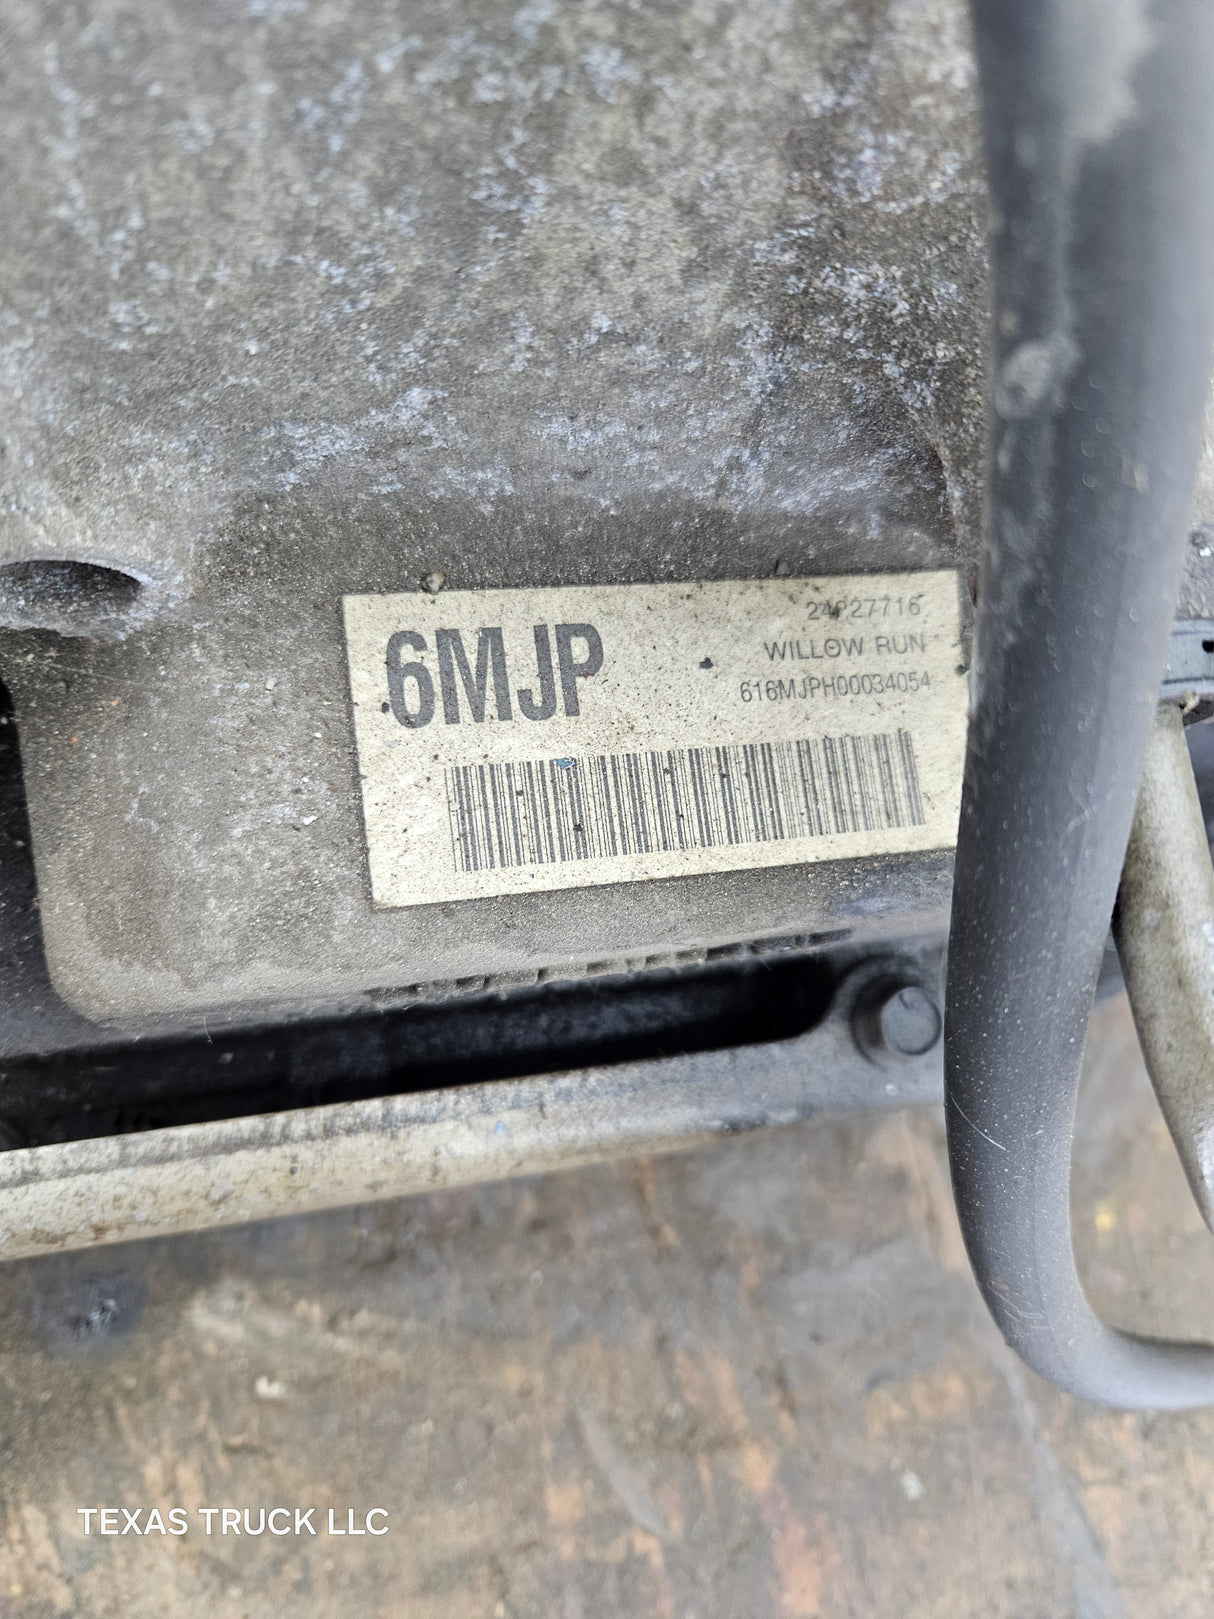 6MJP
24227716
WILLOW RUN
616MJPH00034054
TEXAS TRUCK LLC